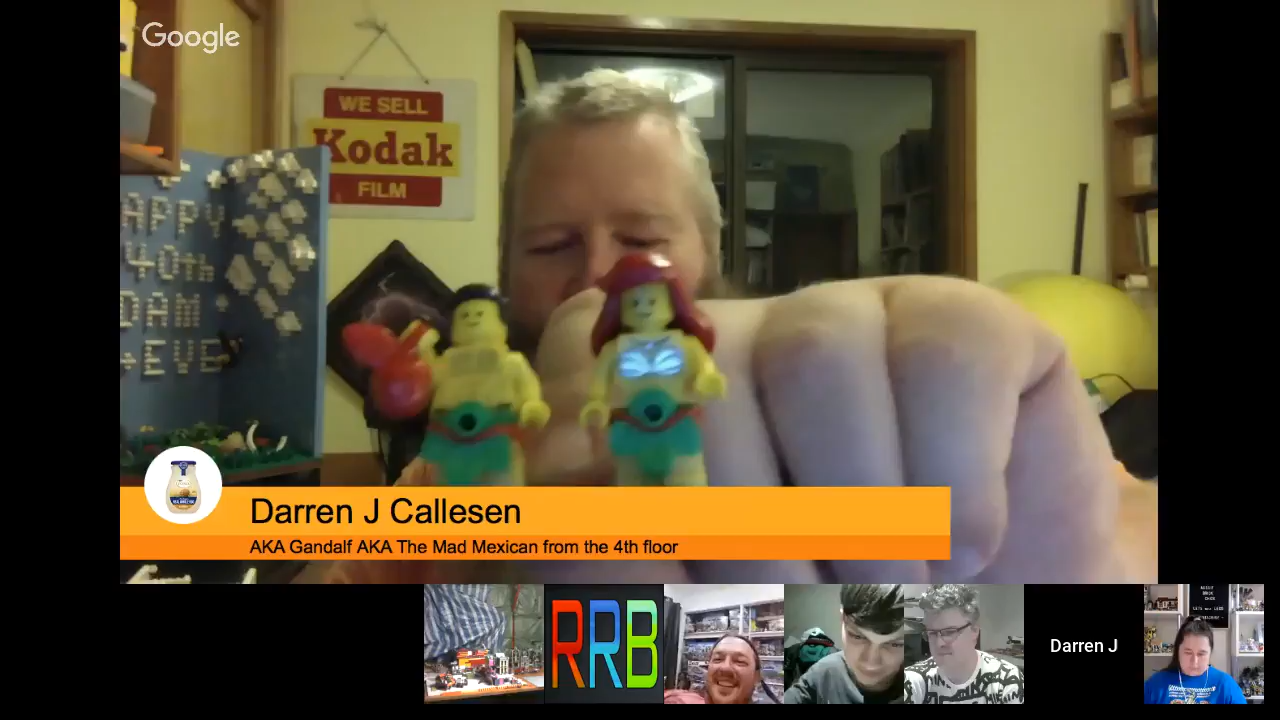 Google
WE SELL
Kodak
FILM
APPY
40th
DAM
+EVE
Darren J Callesen
AKA Gandalf AKA The Mad Mexican from the 4th floor
RRB
Darren J